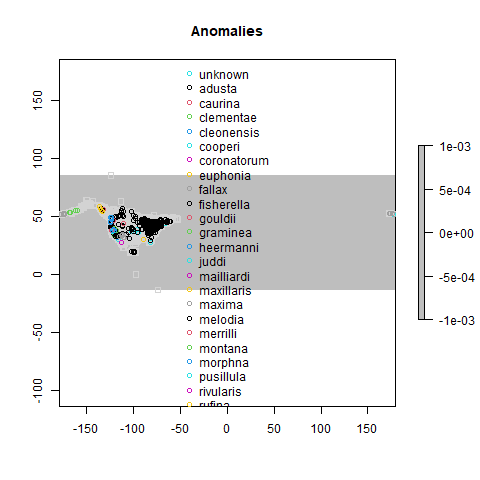 Anomalies
unknown
adusta
caurina
clementae
cleonensis
cooperi
coronatorum
euphonia
fallax
fisherella
gouldii
graminea
heermanni
juddi
mailliardi
maxillaris
maxima
melodia
merrilli
montana
morphna
pusillula
rivularis
rufina
150
100
50
0
-50
-100
-150
-100
-50
0
50
100
150
1e-03
5e-04
0e+00
-5e-04
-1e-03